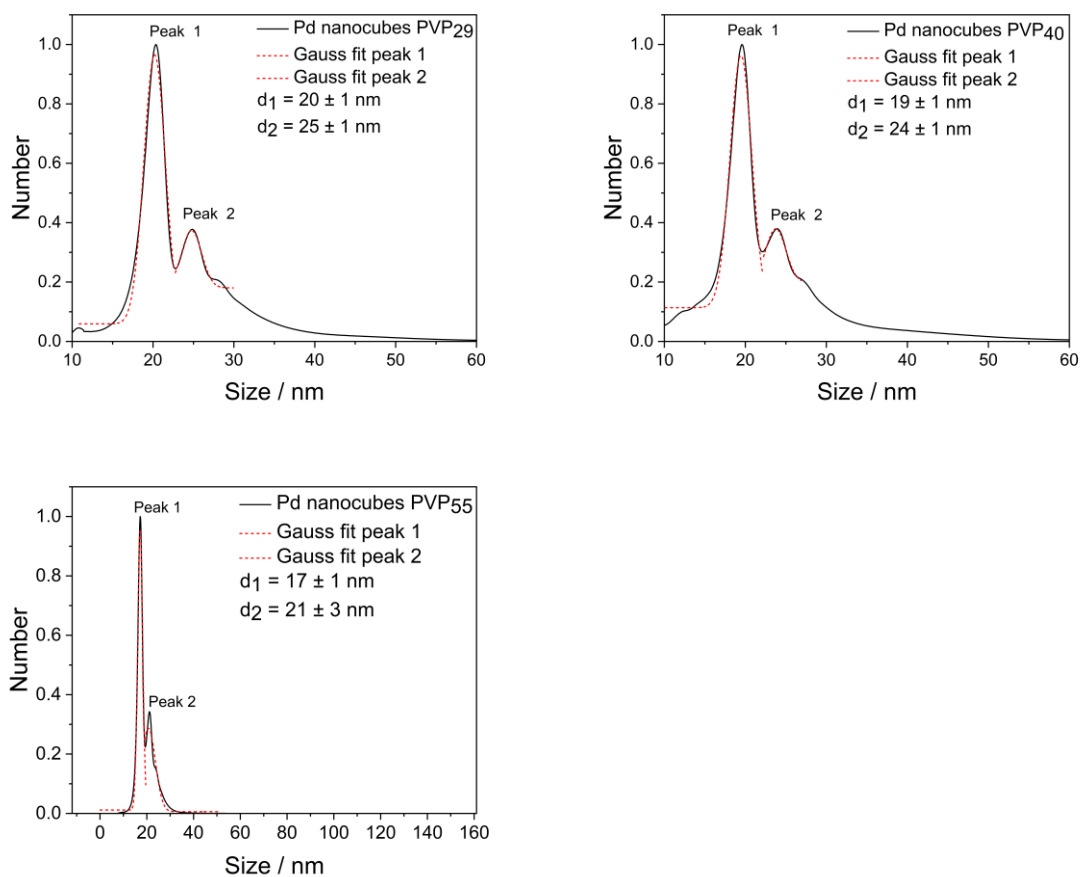 Peak 1
Pd nanocubes PVP29
Gauss fit peak 1
Gauss fit peak 2
d1 = 20 ± 1 nm
d2 = 25 ± 1 nm
Peak 2
Number
1.0
0.8
0.6
0.4
0.2
0.0
10 20 30 40 50 60
Size / nm
Peak 1
Pd nanocubes PVP40
Gauss fit peak 1
Gauss fit peak 2
d1 = 19 ± 1 nm
d2 = 24 ± 1 nm
Peak 2
Number
1.0
0.8
0.6
0.4
0.2
0.0
10 20 30 40 50 60
Size / nm
Peak 1
Pd nanocubes PVP55
Gauss fit peak 1
Gauss fit peak 2
d1 = 17 ± 1 nm
d2 = 21 ± 3 nm
Peak 2
Number
1.0
0.8
0.6
0.4
0.2
0.0
0 20 40 60 80 100 120 140 160
Size / nm